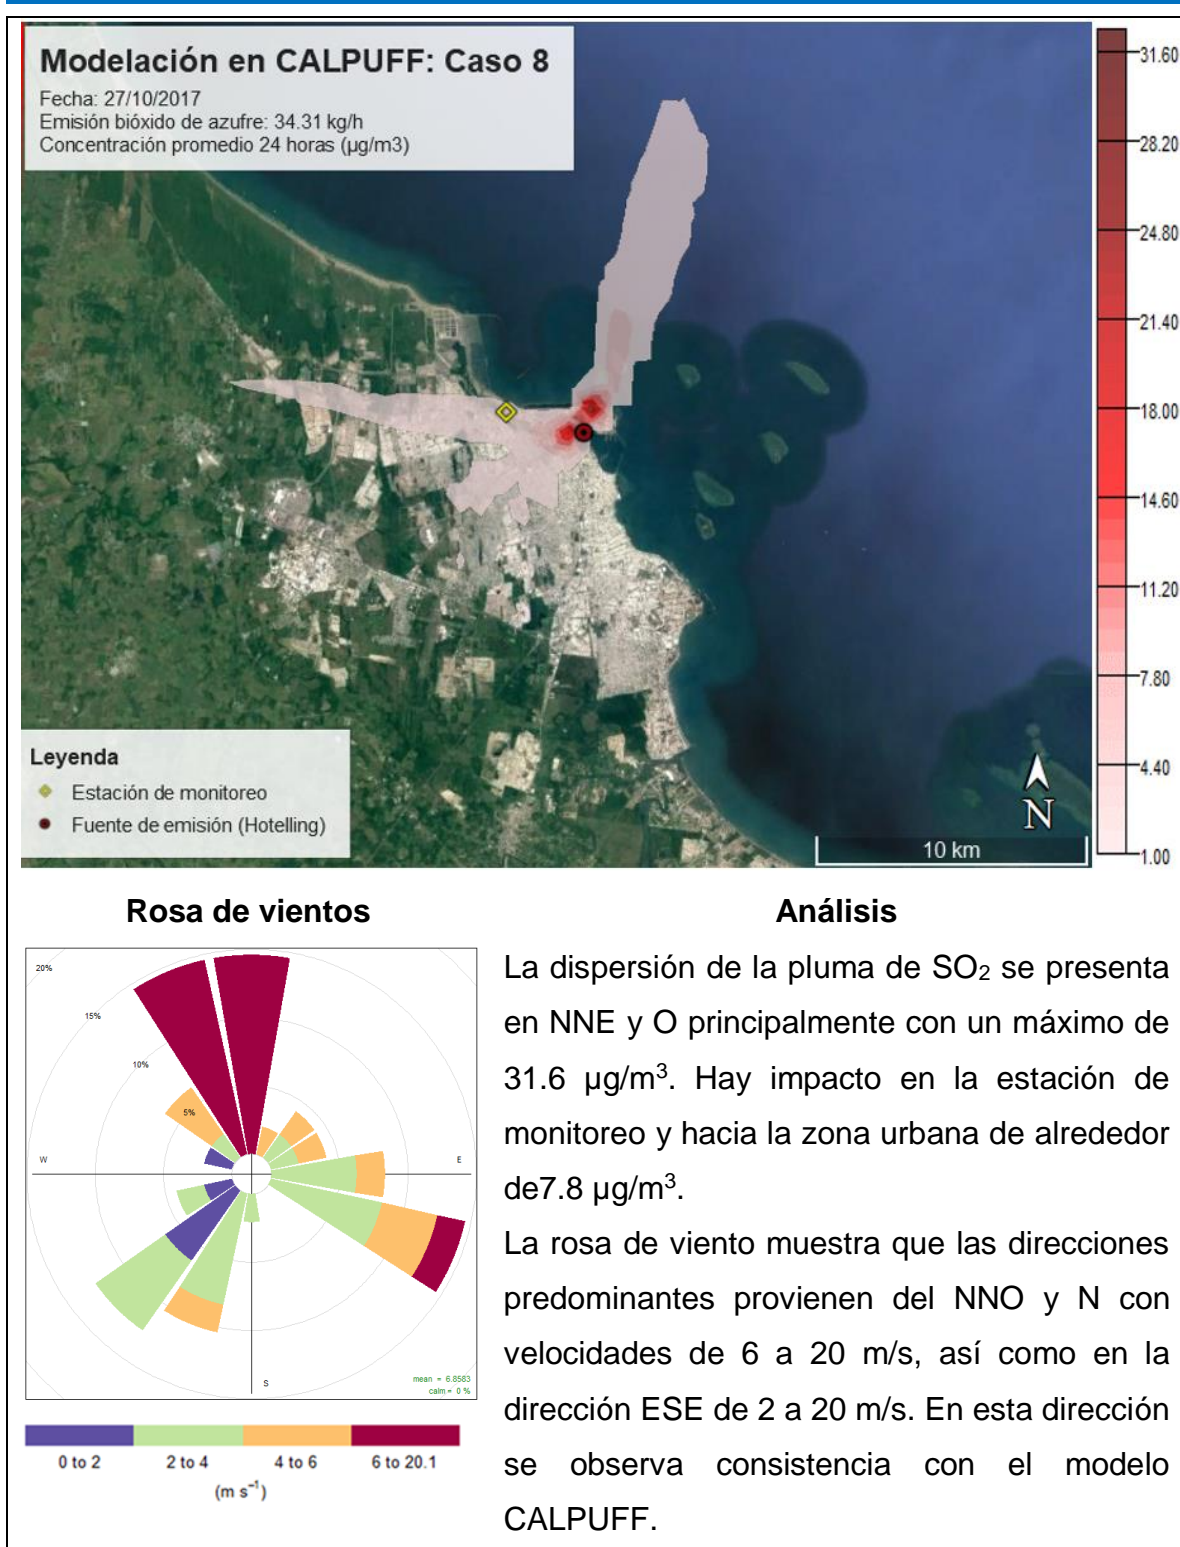 Modelación en CALPUFF: Caso 8
Fecha: 27/10/2017
Emisión bióxido de azufre: 34.31 kg/h
Concentración promedio 24 horas (µg/m3)
31.60
28.20
24.80
21.40
18.00
14.60
11.20
7.80
4.40
1.00
Leyenda
Estación de monitoreo
Fuente de emisión (Hotelling)
N
10 km
Rosa de vientos
20%
15%
10%
5%
W
E
S
mean = 6.8583
calm = 0 %
0 to 2
2 to 4
4 to 6
6 to 20.1
(m s⁻¹)
Análisis
La dispersión de la pluma de SO₂ se presenta
en NNE y O principalmente con un máximo de
31.6 µg/m³. Hay impacto en la estación de
monitoreo y hacia la zona urbana de alrededor
de7.8 µg/m³.
La rosa de viento muestra que las direcciones
predominantes provienen del NNO y N con
velocidades de 6 a 20 m/s, así como en la
dirección ESE de 2 a 20 m/s. En esta dirección
se observa consistencia con el modelo
CALPUFF.